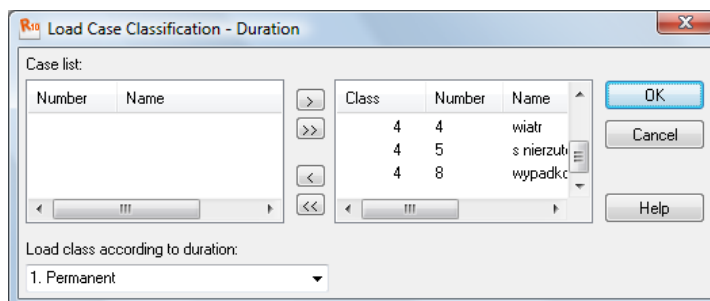 R10 Load Case Classification - Duration
Case list:
Number Name
Class Number Name
4 4 wiatr
4 5 s nierzut
4 8 wypadk
>
>>
<
<<
OK
Cancel
Help
Load class according to duration:
1. Permanent